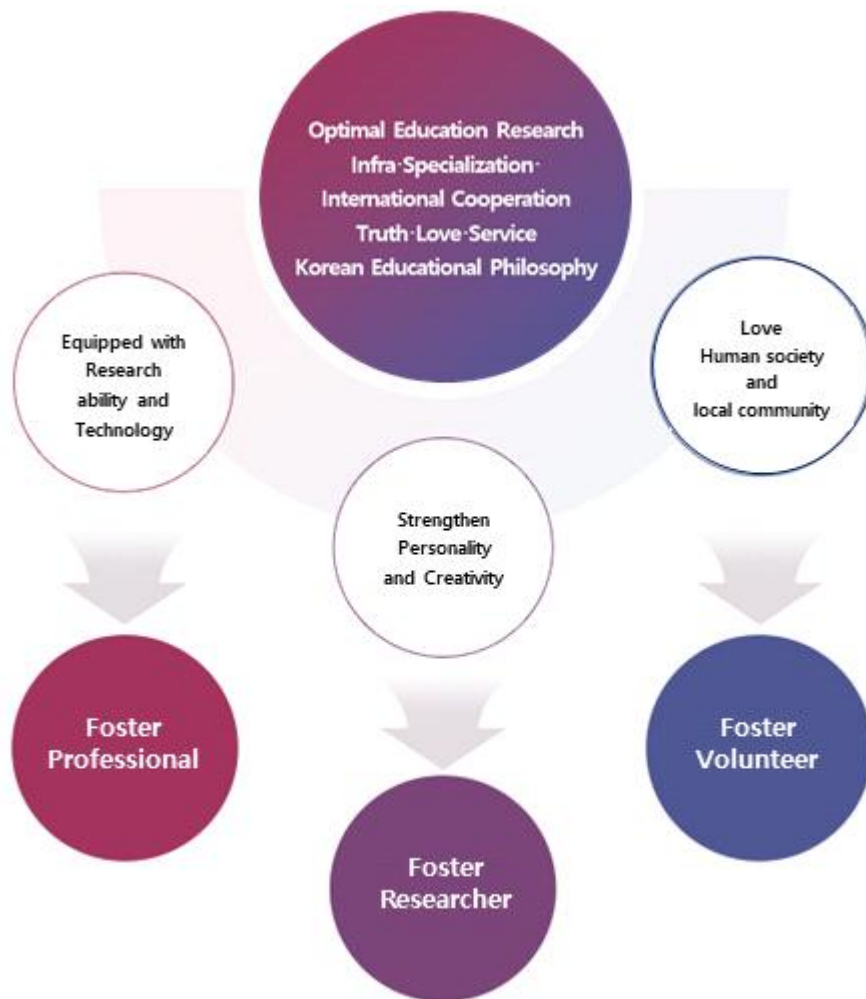 Optimal Education Research
Infra·Specialization·
International Cooperation
Truth·Love·Service
Korean Educational Philosophy
Equipped with
Research
ability and
Technology
Love
Human society
and
local community
Strengthen
Personality
and Creativity
Foster
Professional
Foster
Volunteer
Foster
Researcher